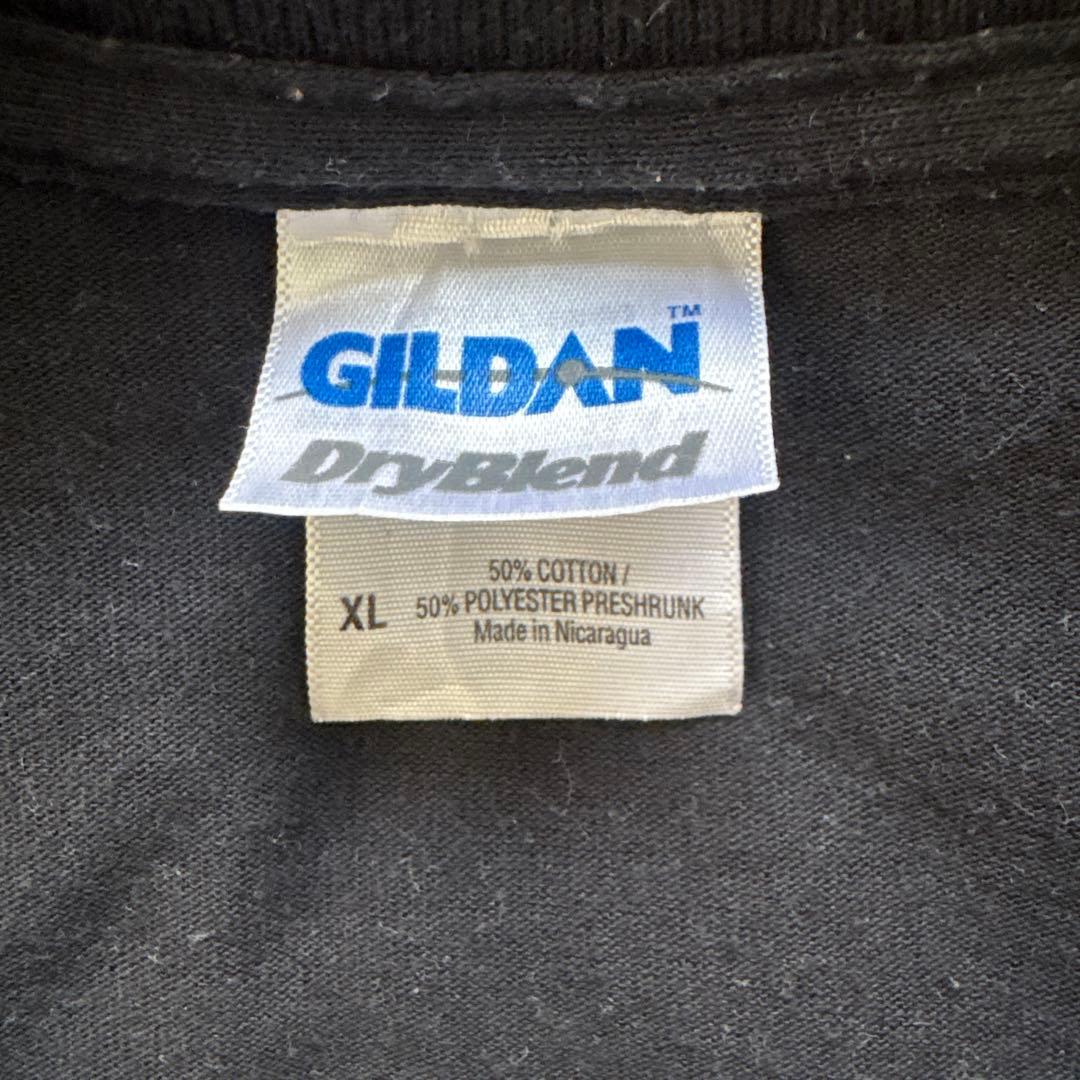 GILDAN™
DryBlend
50% COTTON /
XL 50% POLYESTER PRESHRUNK
Made in Nicaragua